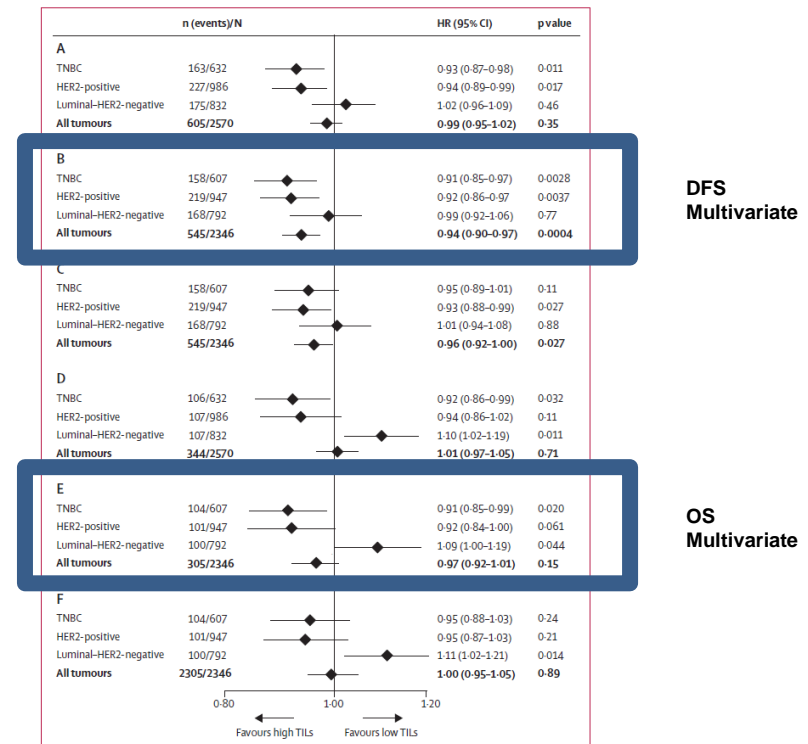 n (events)/N HR (95% CI) p value
A
TNBC 163/632 0·93 (0·87–0·98) 0·011
HER2-positive 227/986 0·94 (0·89–0·99) 0·017
Luminal–HER2-negative 175/832 1·02 (0·96–1·09) 0·46
All tumours 605/2570 0·99 (0·95–1·02) 0·35
B
TNBC 158/607 0·91 (0·85–0·97) 0·0028
HER2-positive 219/947 0·92 (0·86–0·97 0·0037
Luminal–HER2-negative 168/792 0·99 (0·92–1·06) 0·77
All tumours 545/2346 0·94 (0·90–0·97) 0·0004
DFS
Multivariate
C
TNBC 158/607 0·95 (0·89–1·01) 0·11
HER2-positive 219/947 0·93 (0·88–0·99) 0·027
Luminal–HER2-negative 168/792 1·01 (0·94–1·08) 0·88
All tumours 545/2346 0·96 (0·92–1·00) 0·027
D
TNBC 106/632 0·92 (0·86–0·99) 0·032
HER2-positive 107/986 0·94 (0·86–1·02) 0·11
Luminal–HER2-negative 107/832 1·10 (1·02–1·19) 0·011
All tumours 344/2570 1·01 (0·97–1·05) 0·71
E
TNBC 104/607 0·91 (0·85–0·99) 0·020
HER2-positive 101/947 0·92 (0·84–1·00) 0·061
Luminal–HER2-negative 100/792 1·09 (1·00–1·19) 0·044
All tumours 305/2346 0·97 (0·92–1·01) 0·15
OS
Multivariate
F
TNBC 104/607 0·95 (0·88–1·03) 0·24
HER2-positive 101/947 0·95 (0·87–1·03) 0·21
Luminal–HER2-negative 100/792 1·11 (1·02–1·21) 0·014
All tumours 2305/2346 1·00 (0·95–1·05) 0·89
0·80 1·00 1·20
Favours high TILs Favours low TILs